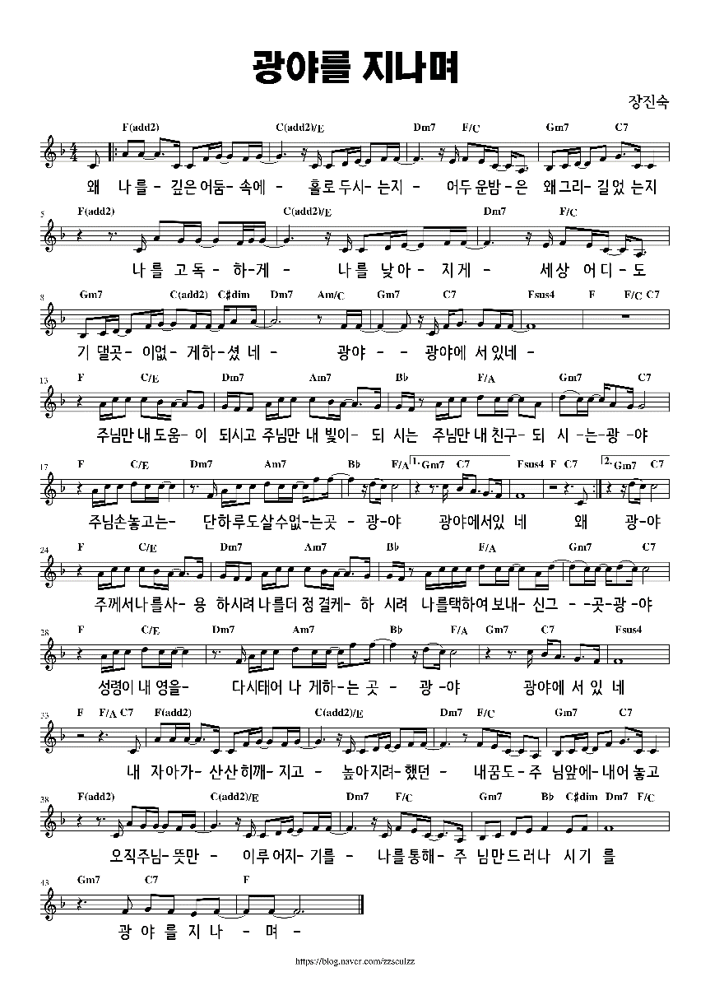 광야를 지나며
장진숙
F(add2) C(add2)/E Dm7 F/C Gm7 C7
왜 나 를- 깊은 어둠- 속에- 홀로 두시- 는지- 어두 운밤-은 왜그리-길었 는지
5 F(add2) C(add2)/E Dm7 F/C
나 를 고 독- 하-게- 나 를 낮 아- 지 게- 세 상 어 디-도
8 Gm7 C(add2) C#dim Dm7 Am/C Gm7 C7 Fsus4 F F/C C7
기 댈곳- 이없- 게하-셨 네- 광야- - 광야에 서 있네-
13 F C/E Dm7 Am7 B♭ F/A Gm7 C7
주님만 내 도움-이 되시고 주님만 내 빛이- 되 시는 주님만 내 친구- 되 시 -는-광 -야
17 F C/E Dm7 Am7 B♭ F/A 1. Gm7 C7 Fsus4 F C7 2. Gm7 C7
주님손 놓고는- 단하루도살수없-는곳 - 광-야 광야에서있 네 왜 광-야
24 F C/E Dm7 Am7 B♭ F/A Gm7 C7
주께서나를사- 용 하시려 나를더 정 결케- 하 시려 나를택하여 보내- 신그 - -곳-광-야
28 F C/E Dm7 Am7 B♭ F/A Gm7 C7 Fsus4
성령이 내 영을- 다시태어 나 게하-는 곳 - 광 -야 광야에 서 있 네
33 F F/A C7 F(add2) C(add2)/E Dm7 F/C Gm7 C7
내 자아가- 산산 히깨- 지고- 높아지려-했던- 내꿈도-주 님앞에-내어 놓고
38 F(add2) C(add2)/E Dm7 F/C Gm7 B♭ C#dim Dm7 F/C
오직주님-뜻만- 이루 어지-기를- 나를통해-주 님만드러나 시기 를
43 Gm7 C7 F
광 야 를 지 나 - 며 -
https://blog.naver.com/zzsculzz